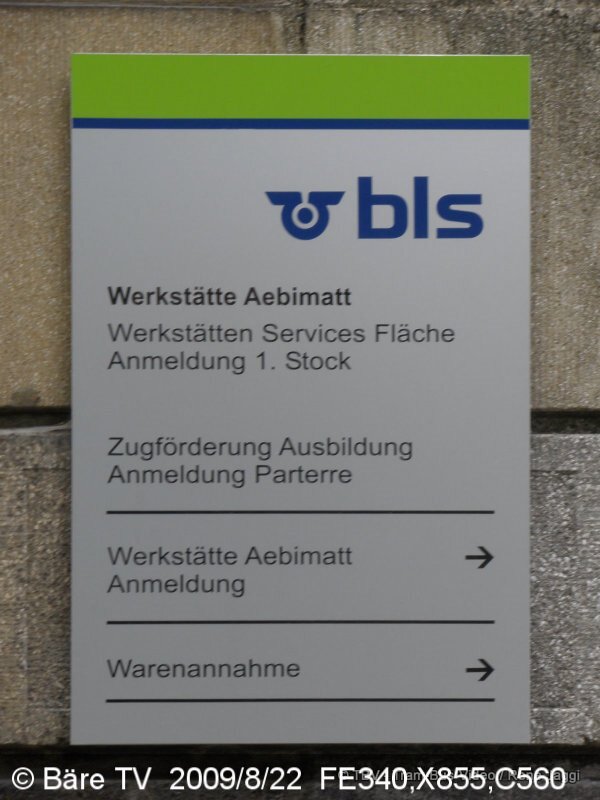 bls
Werkstätte Aebimatt
Werkstätten Services Fläche
Anmeldung 1. Stock
Zugförderung Ausbildung
Anmeldung Parterre
Werkstätte Aebimatt
Anmeldung
Warenannahme
© Bäre TV 2009/8/22 FE340,X855,C560